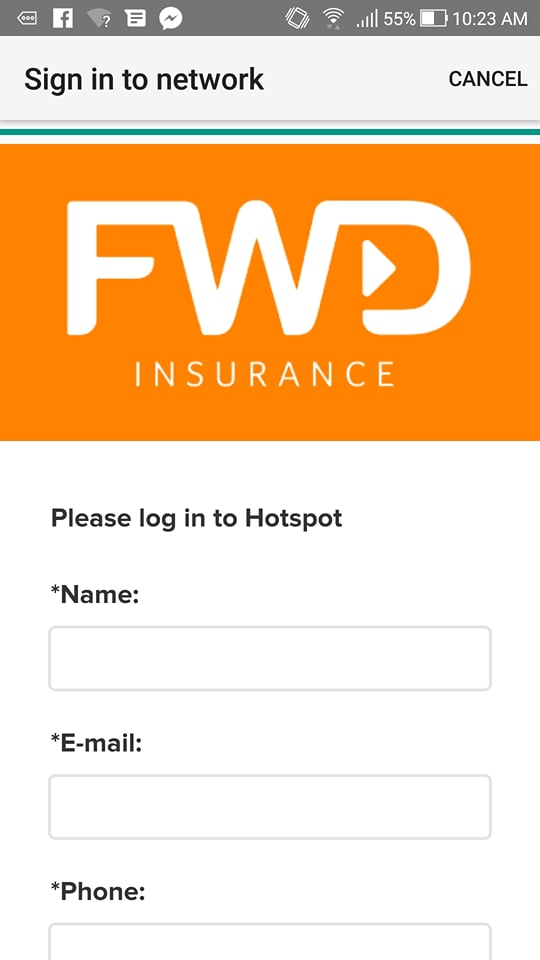 55% 10:23 AM
Sign in to network CANCEL
FWD
INSURANCE
Please log in to Hotspot
*Name:
*E-mail:
*Phone: